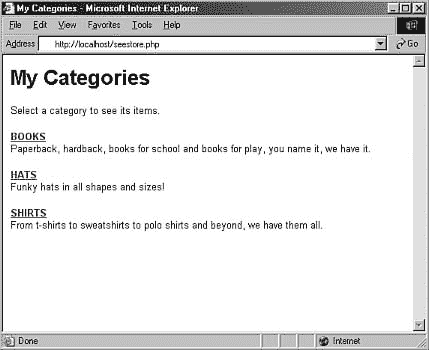 My Categories - Microsoft Internet Explorer
File Edit View Favorites Tools Help
Address http://localhost/seestore.php Go
My Categories
Select a category to see its items.
BOOKS
Paperback, hardback, books for school and books for play, you name it, we have it.
HATS
Funky hats in all shapes and sizes!
SHIRTS
From t-shirts to sweatshirts to polo shirts and beyond, we have them all.
Done Internet